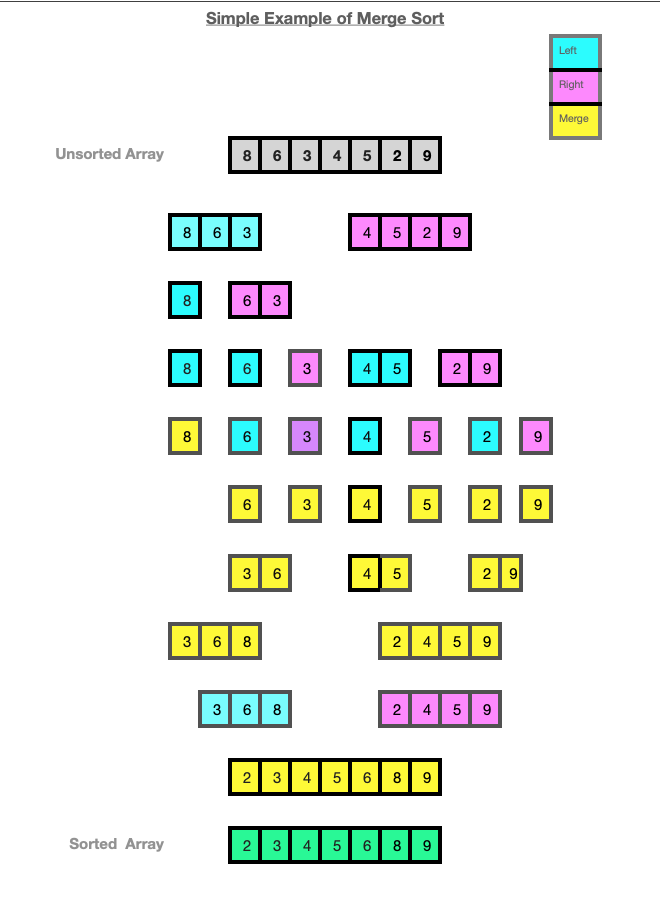 Simple Example of Merge Sort
Left
Right
Merge
Unsorted Array 8 6 3 4 5 2 9
8 6 3 4 5 2 9
8 6 3
8 6 3 4 5 2 9
8 6 3 4 5 2 9
6 3 4 5 2 9
3 6 4 5 2 9
3 6 8 2 4 5 9
3 6 8 2 4 5 9
2 3 4 5 6 8 9
Sorted Array 2 3 4 5 6 8 9